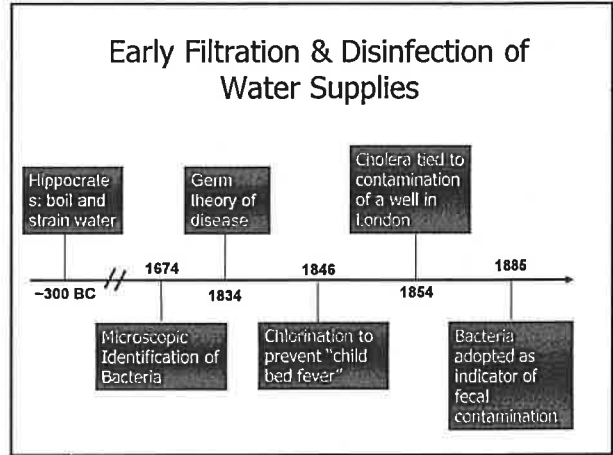 Early Filtration & Disinfection of
Water Supplies
Hippocrate
s: boil and
strain water
Germ
theory of
disease
Cholera tied to
contamination
of a well in
London
1674
1846
1885
~300 BC
1834
1854
Microscopic
Identification of
Bacteria
Chlorination to
prevent "child
bed fever"
Bacteria
adopted as
indicator of
fecal
contamination